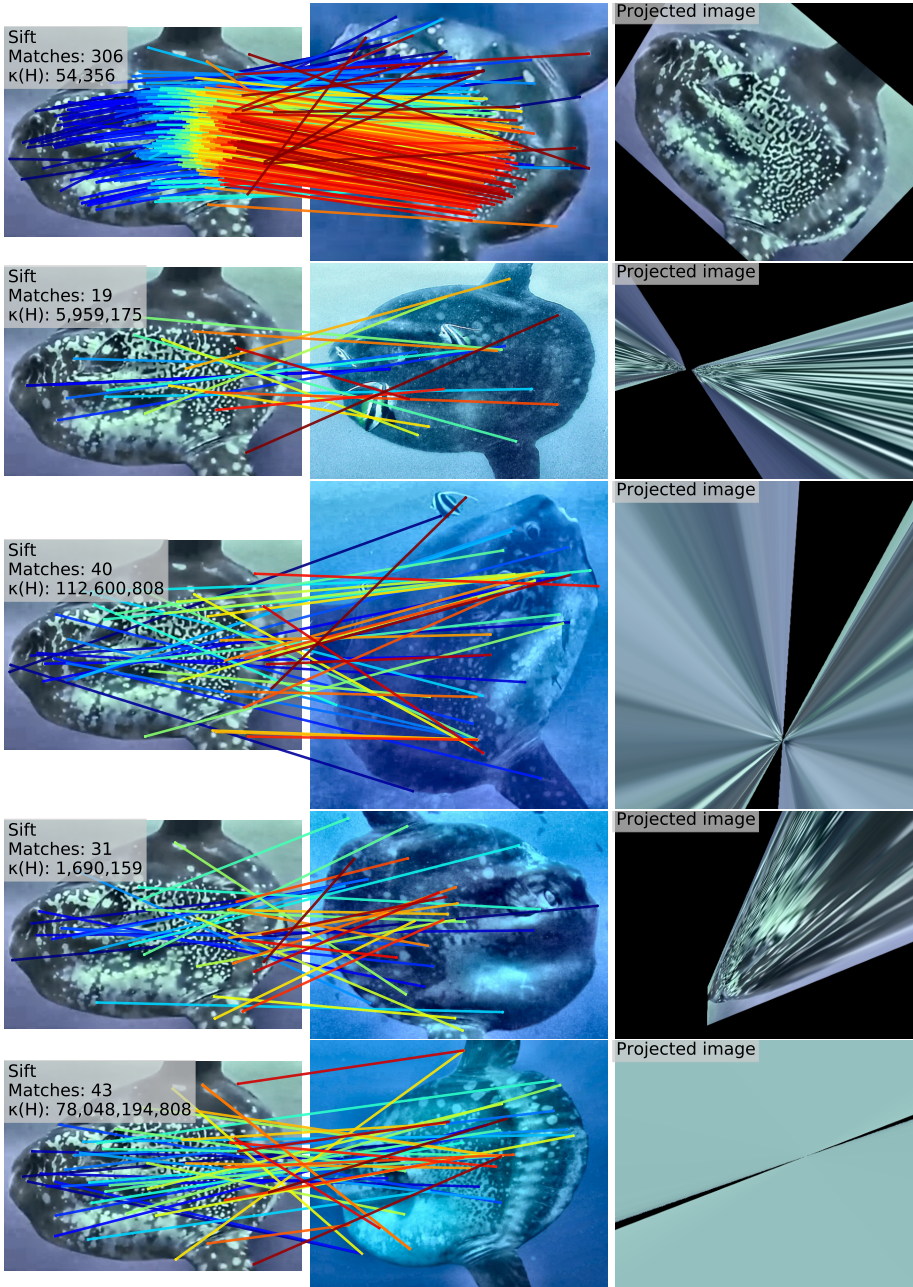 Sift
Matches: 306
κ(H): 54,356
Projected image
Sift
Matches: 19
κ(H): 5,959,175
Projected image
Sift
Matches: 40
κ(H): 112,600,808
Projected image
Sift
Matches: 31
κ(H): 1,690,159
Projected image
Sift
Matches: 43
κ(H): 78,048,194,808
Projected image